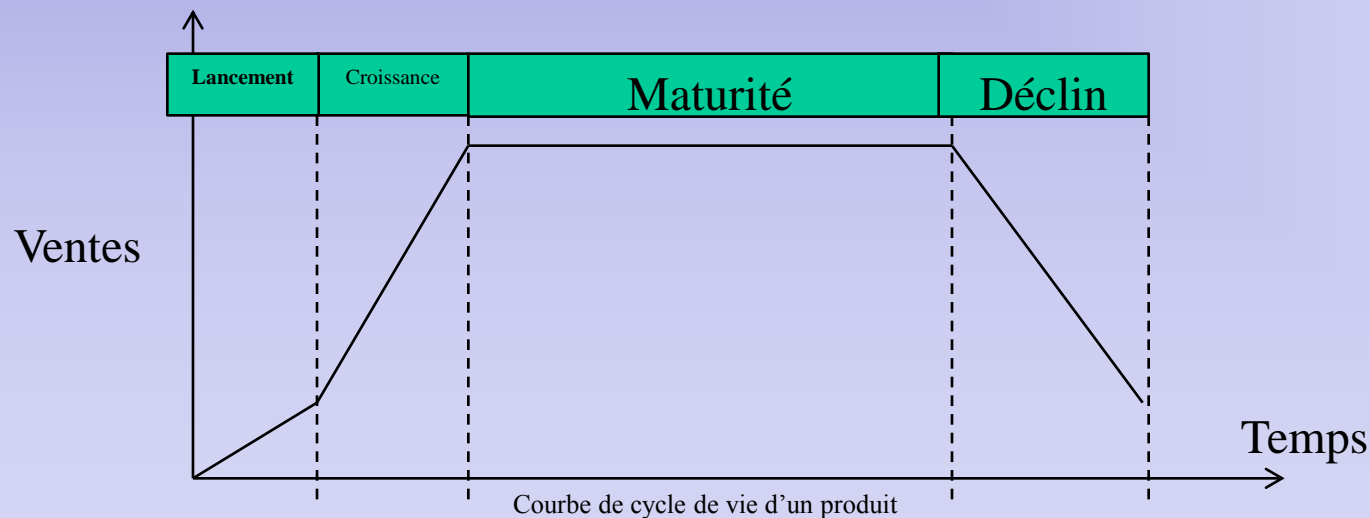 Lancement
Croissance
Maturité
Déclin
Ventes
Temps
Courbe de cycle de vie d’un produit